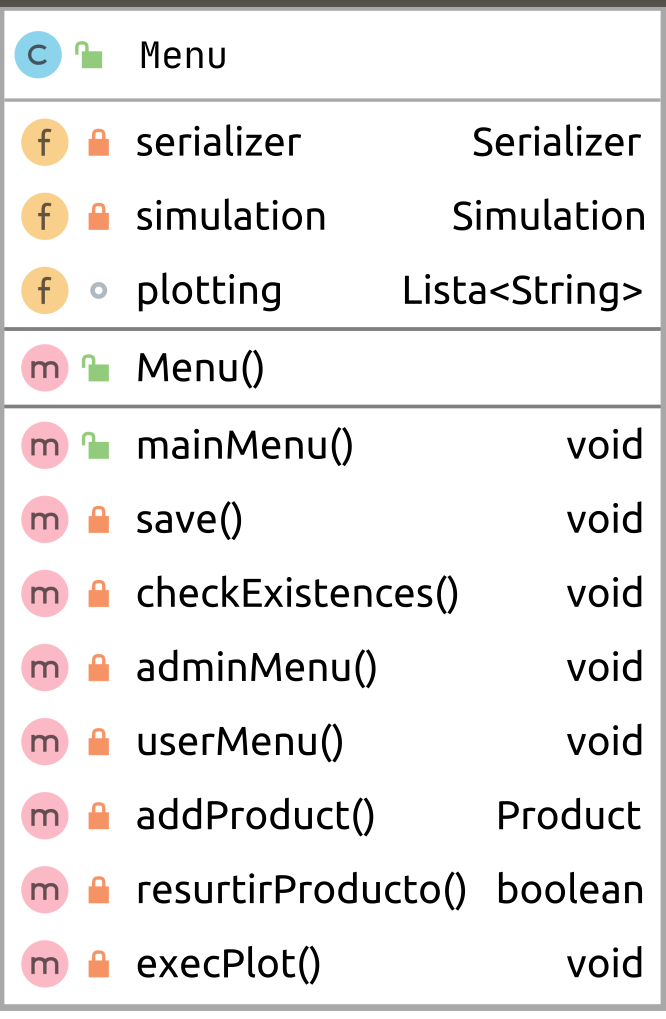 C Menu
f serializer Serializer
f simulation Simulation
f plotting Lista<String>
m Menu()
m mainMenu() void
m save() void
m checkExistences() void
m adminMenu() void
m userMenu() void
m addProduct() Product
m resurtirProducto() boolean
m execPlot() void